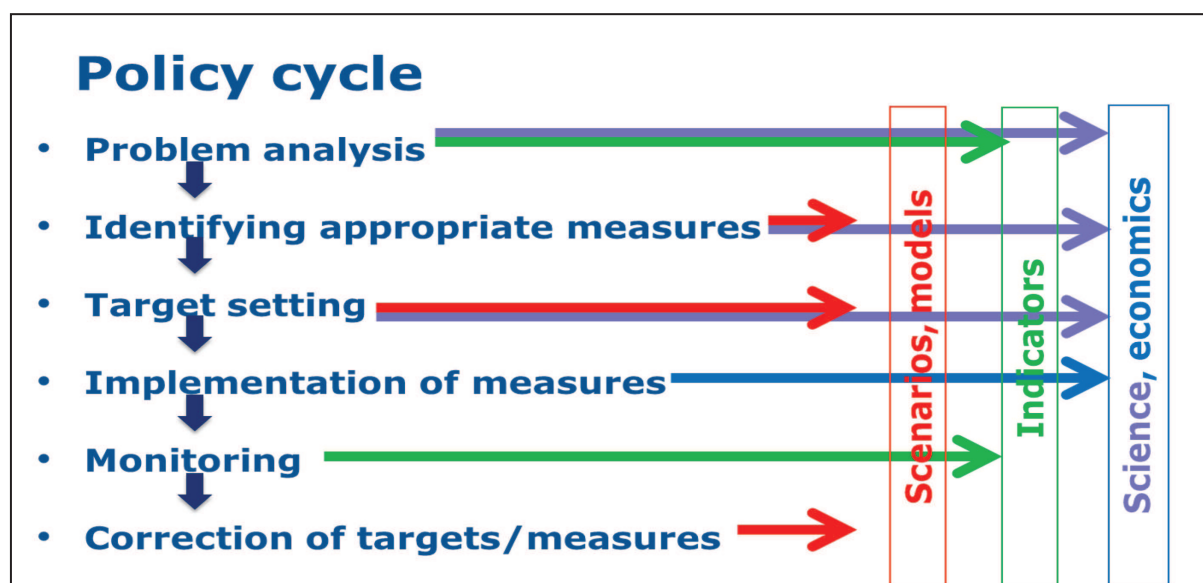 Policy cycle
• Problem analysis
• Identifying appropriate measures
• Target setting
• Implementation of measures
• Monitoring
• Correction of targets/measures
Scenarios, models
Indicators
Science, economics